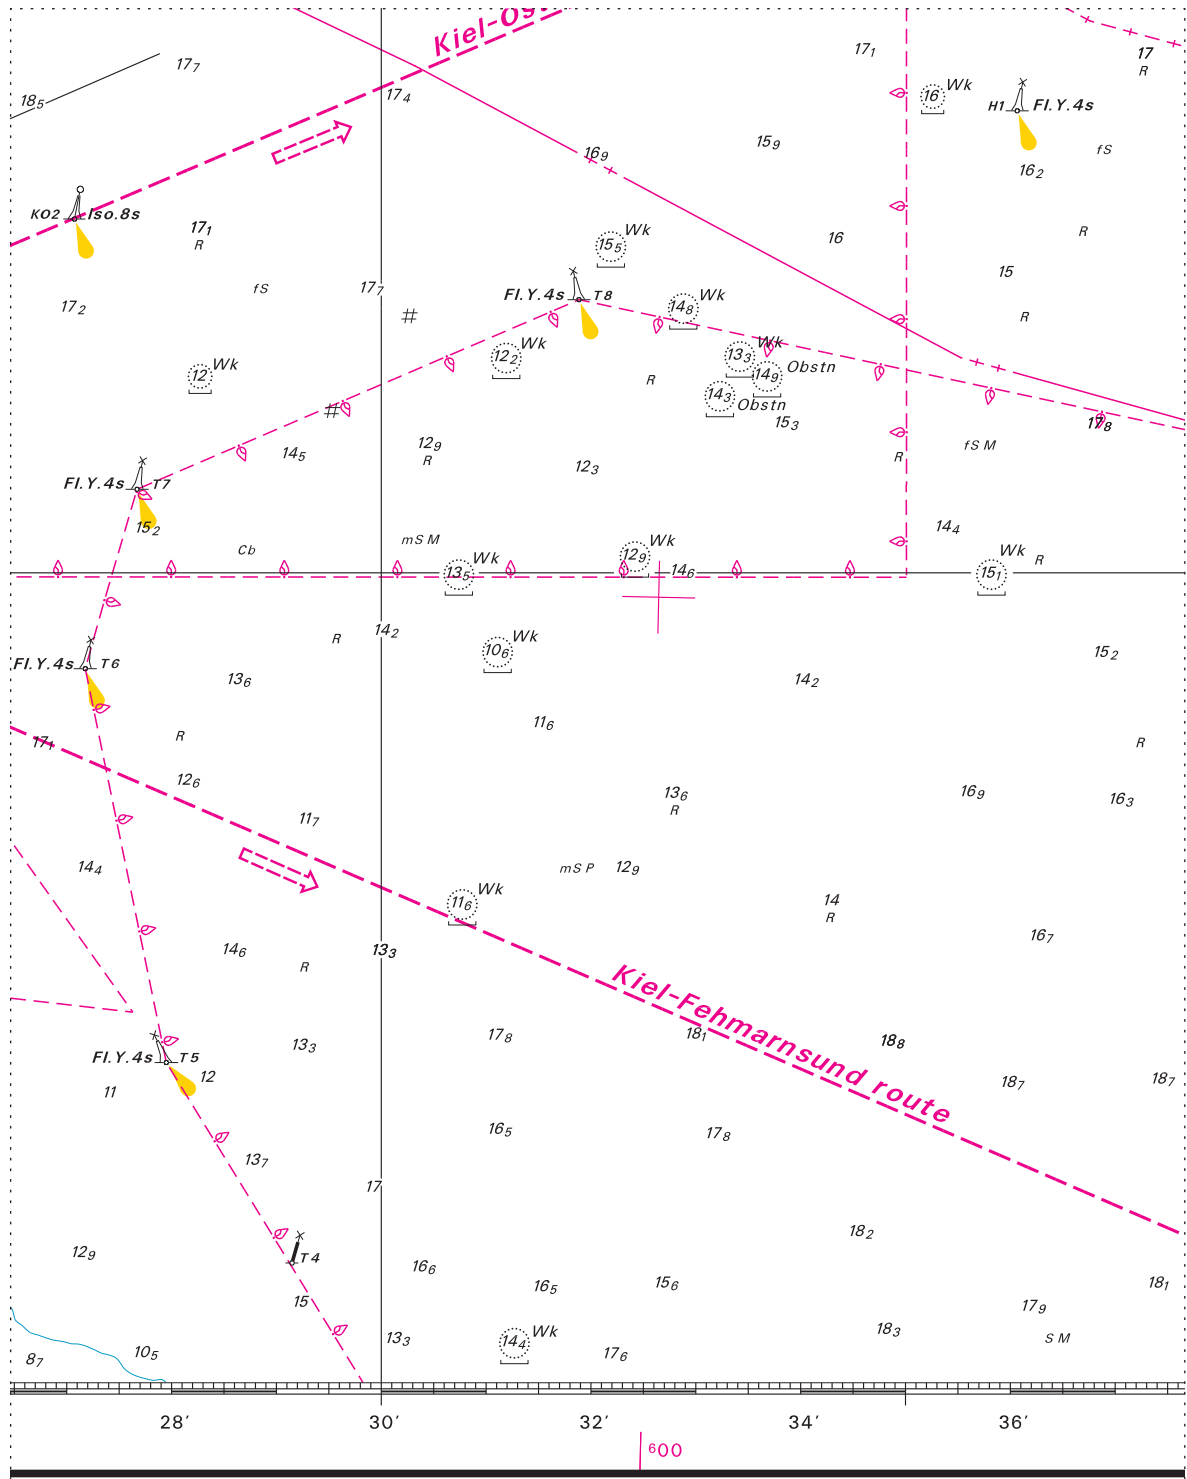 Kiel-Os
17₁
17
R
17₇
18₅
17₄
16 Wk
H1 Fl.Y.4s
16₉
15₉
fS
16₂
KO2 Iso.8s
17₁
R
15₅ Wk
16
R
15
fS
17₇
17₂
#
Fl.Y.4s T8
14₈ Wk
R
12 Wk
12₂ Wk
13₃ Wk
14₉ Obstn
R
14₃ Obstn
#
15₃
17₈
14₅
12₉
R
12₃
R
fS M
Fl.Y.4s T7
15₂
14₄
Cb
mS M
13₅ Wk
12₉ Wk
14₆
15₁ Wk
R
R
14₂
10₆ Wk
15₂
Fl.Y.4s T6
13₆
14₂
17₁
R
11₆
R
12₆
13₆
R
16₉
16₃
11₇
14₄
mS P
12₉
11₆ Wk
14
R
14₆
R
13₃
16₇
Kiel-Fehmarnsund route
17₈
18₁
18₈
13₃
Fl.Y.4s T5
12
11
18₇
18₇
16₅
17₈
13₇
17
18₂
12₉
T4
16₆
16₅
15₆
18₁
15
17₉
18₃
S M
13₃
14₄ Wk
17₆
8₇
10₅
28′ 30′ 32′ 34′ 36′
⁶00